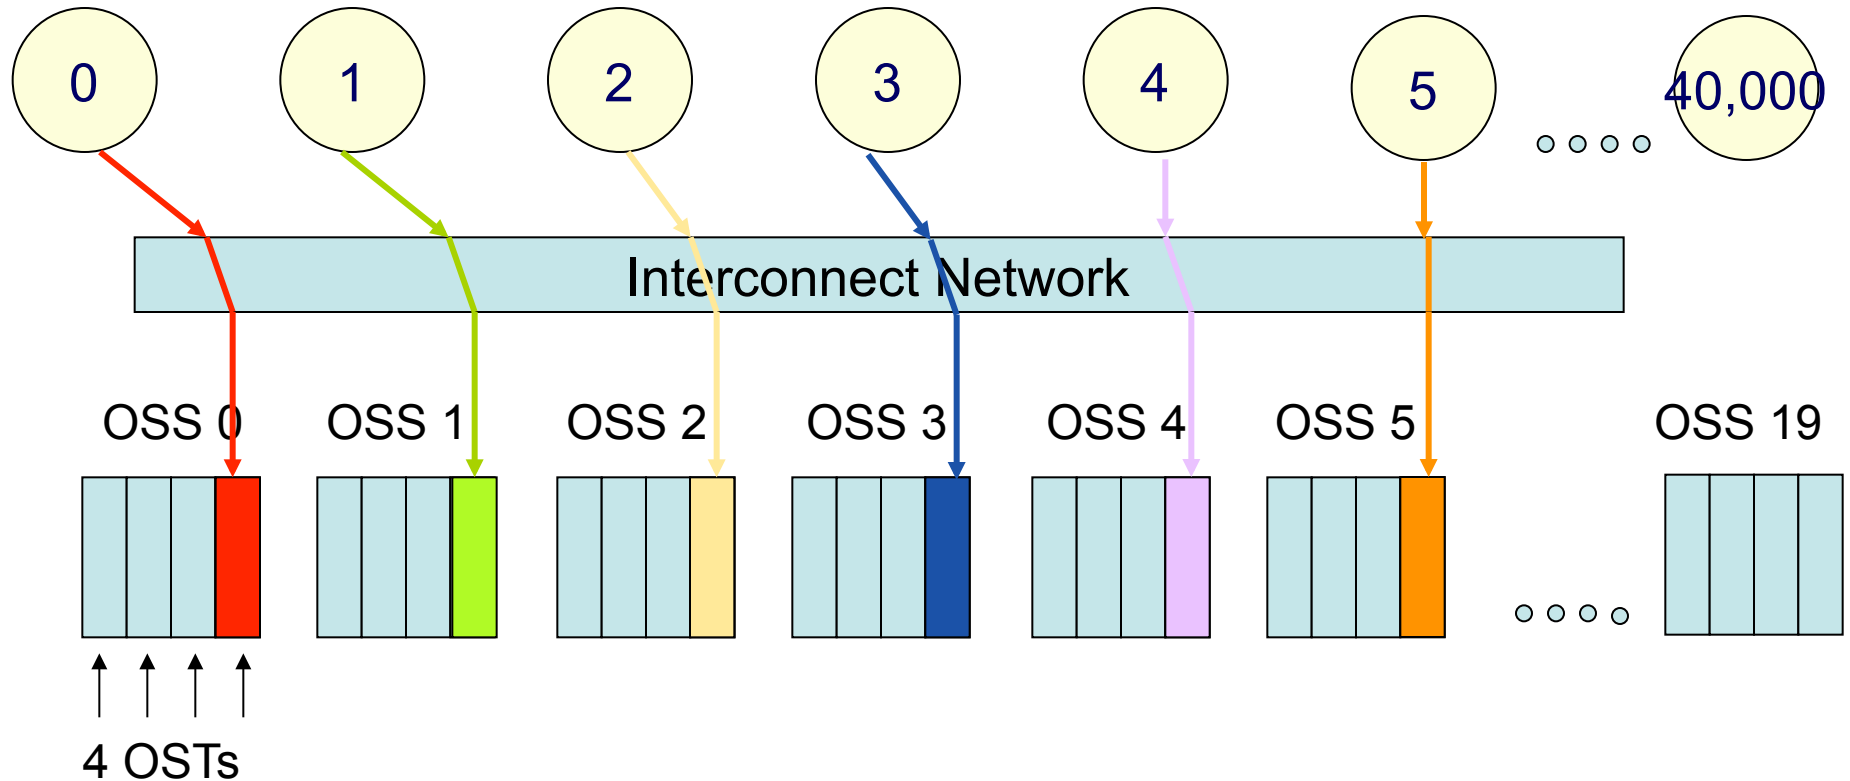 0 1 2 3 4 5 40,000
Interconnect Network
OSS 0 OSS 1 OSS 2 OSS 3 OSS 4 OSS 5 OSS 19
4 OSTs